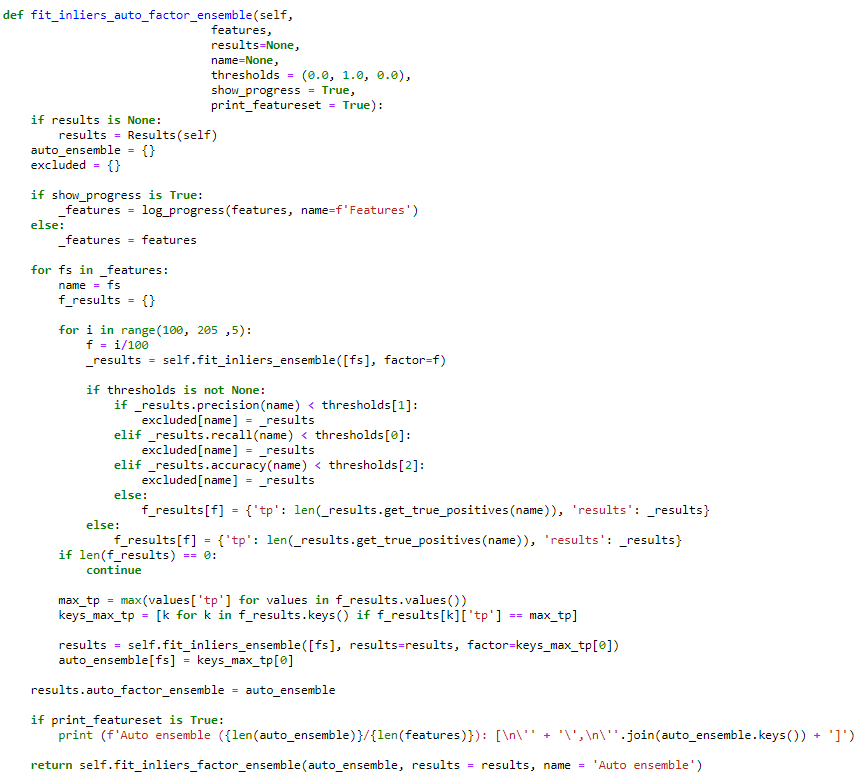 def fit_inliers_auto_factor_ensemble(self,
                              features,
                              results=None,
                              name=None,
                              thresholds = (0.0, 1.0, 0.0),
                              show_progress = True,
                              print_featureset = True):
    if results is None:
        results = Results(self)
    auto_ensemble = {}
    excluded = {}

    if show_progress is True:
        _features = log_progress(features, name=f'Features')
    else:
        _features = features

    for fs in _features:
        name = fs
        f_results = {}

        for i in range(100, 205 ,5):
            f = i/100
            _results = self.fit_inliers_ensemble([fs], factor=f)

            if thresholds is not None:
                if _results.precision(name) < thresholds[1]:
                    excluded[name] = _results
                elif _results.recall(name) < thresholds[0]:
                    excluded[name] = _results
                elif _results.accuracy(name) < thresholds[2]:
                    excluded[name] = _results
                else:
                    f_results[f] = {'tp': len(_results.get_true_positives(name)), 'results': _results}
            else:
                f_results[f] = {'tp': len(_results.get_true_positives(name)), 'results': _results}
        if len(f_results) == 0:
            continue

        max_tp = max(values['tp'] for values in f_results.values())
        keys_max_tp = [k for k in f_results.keys() if f_results[k]['tp'] == max_tp]

        results = self.fit_inliers_ensemble([fs], results=results, factor=keys_max_tp[0])
        auto_ensemble[fs] = keys_max_tp[0]

    results.auto_factor_ensemble = auto_ensemble

    if print_featureset is True:
        print (f'Auto ensemble ({len(auto_ensemble)}/{len(features)}): [\n\'' + '\',\n\''.join(auto_ensemble.keys()) + ']')

    return self.fit_inliers_factor_ensemble(auto_ensemble, results = results, name = 'Auto ensemble')